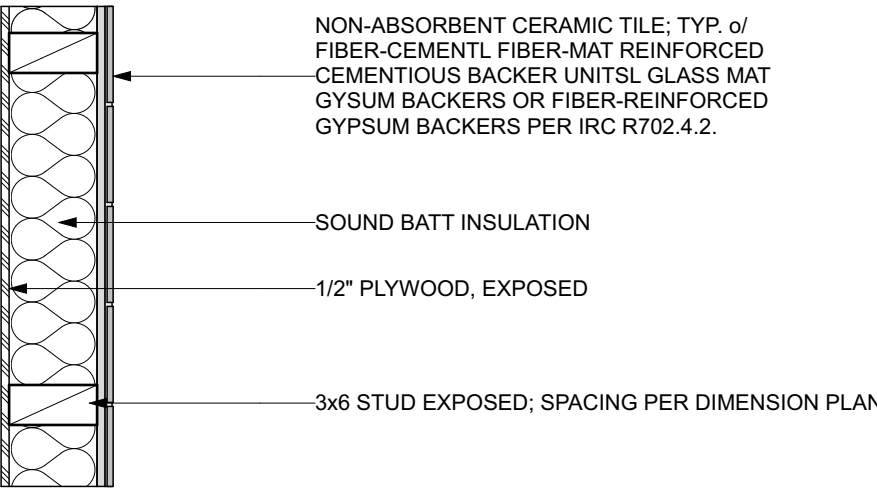 NON-ABSORBENT CERAMIC TILE; TYP. o/
FIBER-CEMENTL FIBER-MAT REINFORCED
CEMENTIOUS BACKER UNITSL GLASS MAT
GYSUM BACKERS OR FIBER-REINFORCED
GYPSUM BACKERS PER IRC R702.4.2.
SOUND BATT INSULATION
1/2" PLYWOOD, EXPOSED
3x6 STUD EXPOSED; SPACING PER DIMENSION PLAN